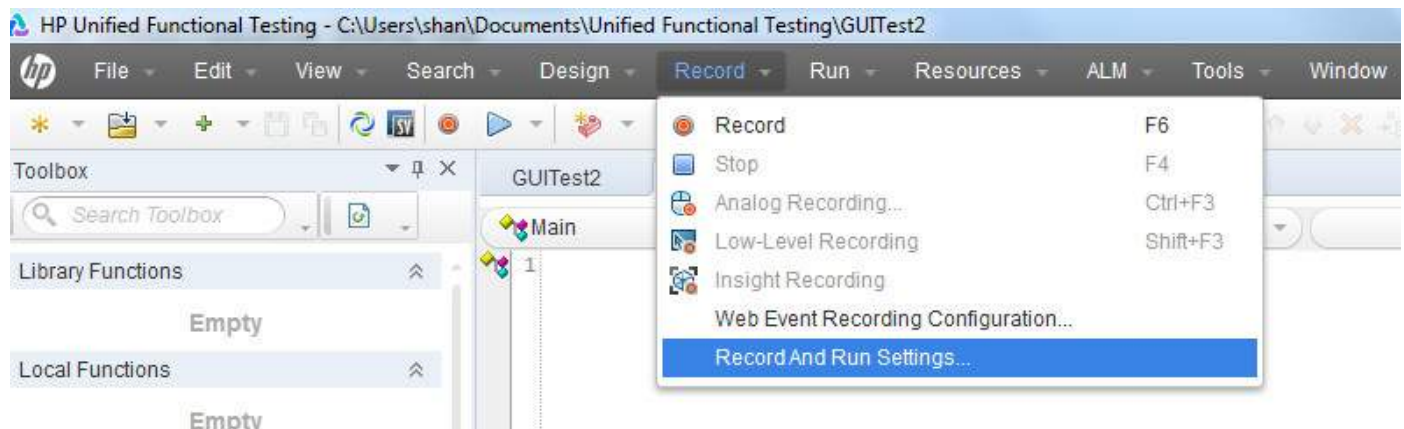 HP Unified Functional Testing - C:\Users\shan\Documents\Unified Functional Testing\GUITest2
hp File Edit View Search Design Record Run Resources ALM Tools Window
SV
Record F6
Toolbox
Stop F4
GUITest2
Search Toolbox
Analog Recording... Ctrl+F3
Main
Low-Level Recording Shift+F3
Library Functions
1
Insight Recording
Empty
Web Event Recording Configuration...
Local Functions
Record And Run Settings...
Empty